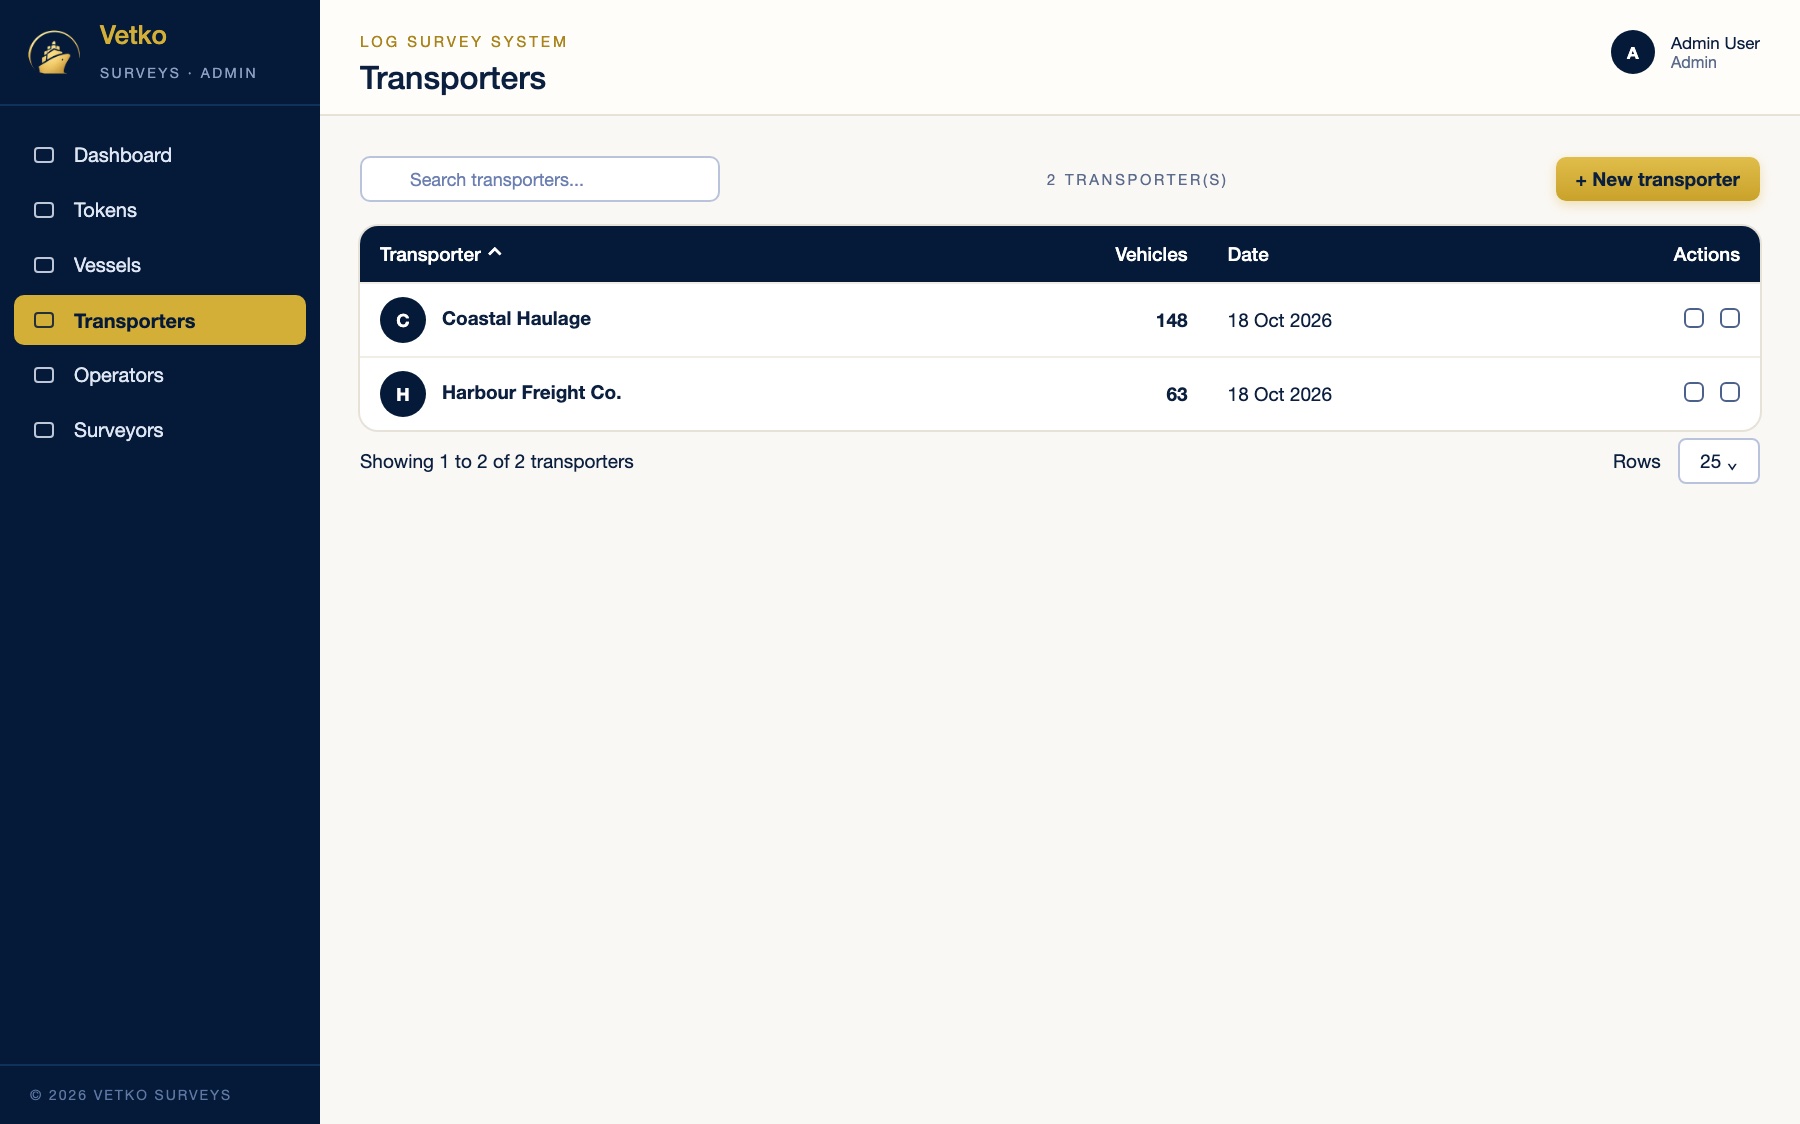 Vetko
SURVEYS · ADMIN
Dashboard
Tokens
Vessels
Transporters
Operators
Surveyors
© 2026 VETKO SURVEYS
LOG SURVEY SYSTEM
Transporters
A
Admin User
Admin
Search transporters...
2 TRANSPORTER(S)
+ New transporter
Transporter Vehicles Date Actions
C Coastal Haulage 148 18 Oct 2026
H Harbour Freight Co. 63 18 Oct 2026
Showing 1 to 2 of 2 transporters
Rows 25